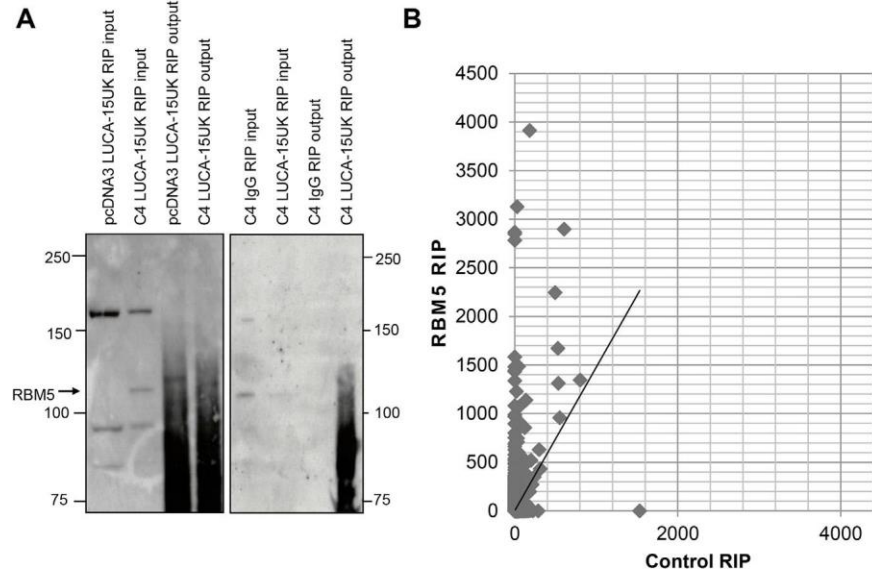 A
pcDNA3 LUCA-15UK RIP input
C4 LUCA-15UK RIP input
pcDNA3 LUCA-15UK RIP output
C4 LUCA-15UK RIP output
C4 IgG RIP input
C4 LUCA-15UK RIP input
C4 IgG RIP output
C4 LUCA-15UK RIP output
250
150
RBM5
100
75
250
150
100
75
B
RBM5 RIP
4500
4000
3500
3000
2500
2000
1500
1000
500
0
0
2000
4000
Control RIP